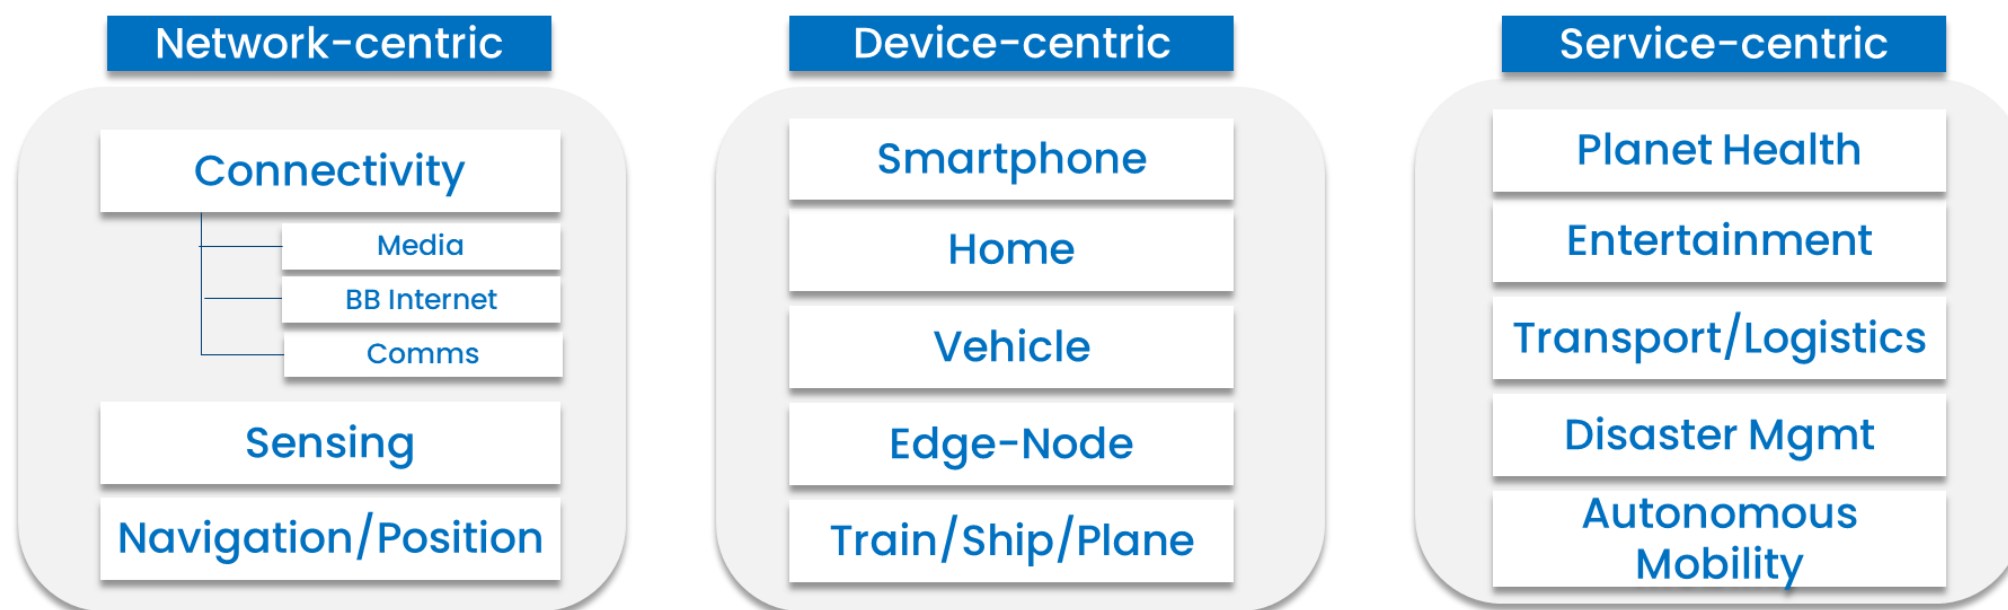 Network-centric
Connectivity
Media
BB Internet
Comms
Sensing
Navigation/Position
Device-centric
Smartphone
Home
Vehicle
Edge-Node
Train/Ship/Plane
Service-centric
Planet Health
Entertainment
Transport/Logistics
Disaster Mgmt
Autonomous
Mobility